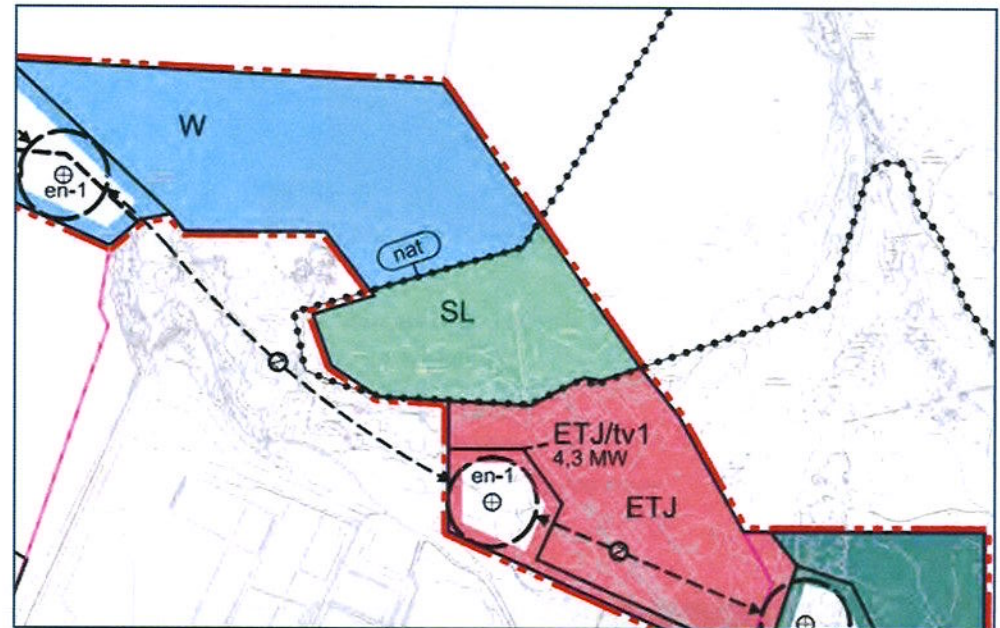 W
en-1
nat
SL
ETJ/tv1
4,3 MW
en-1
ETJ